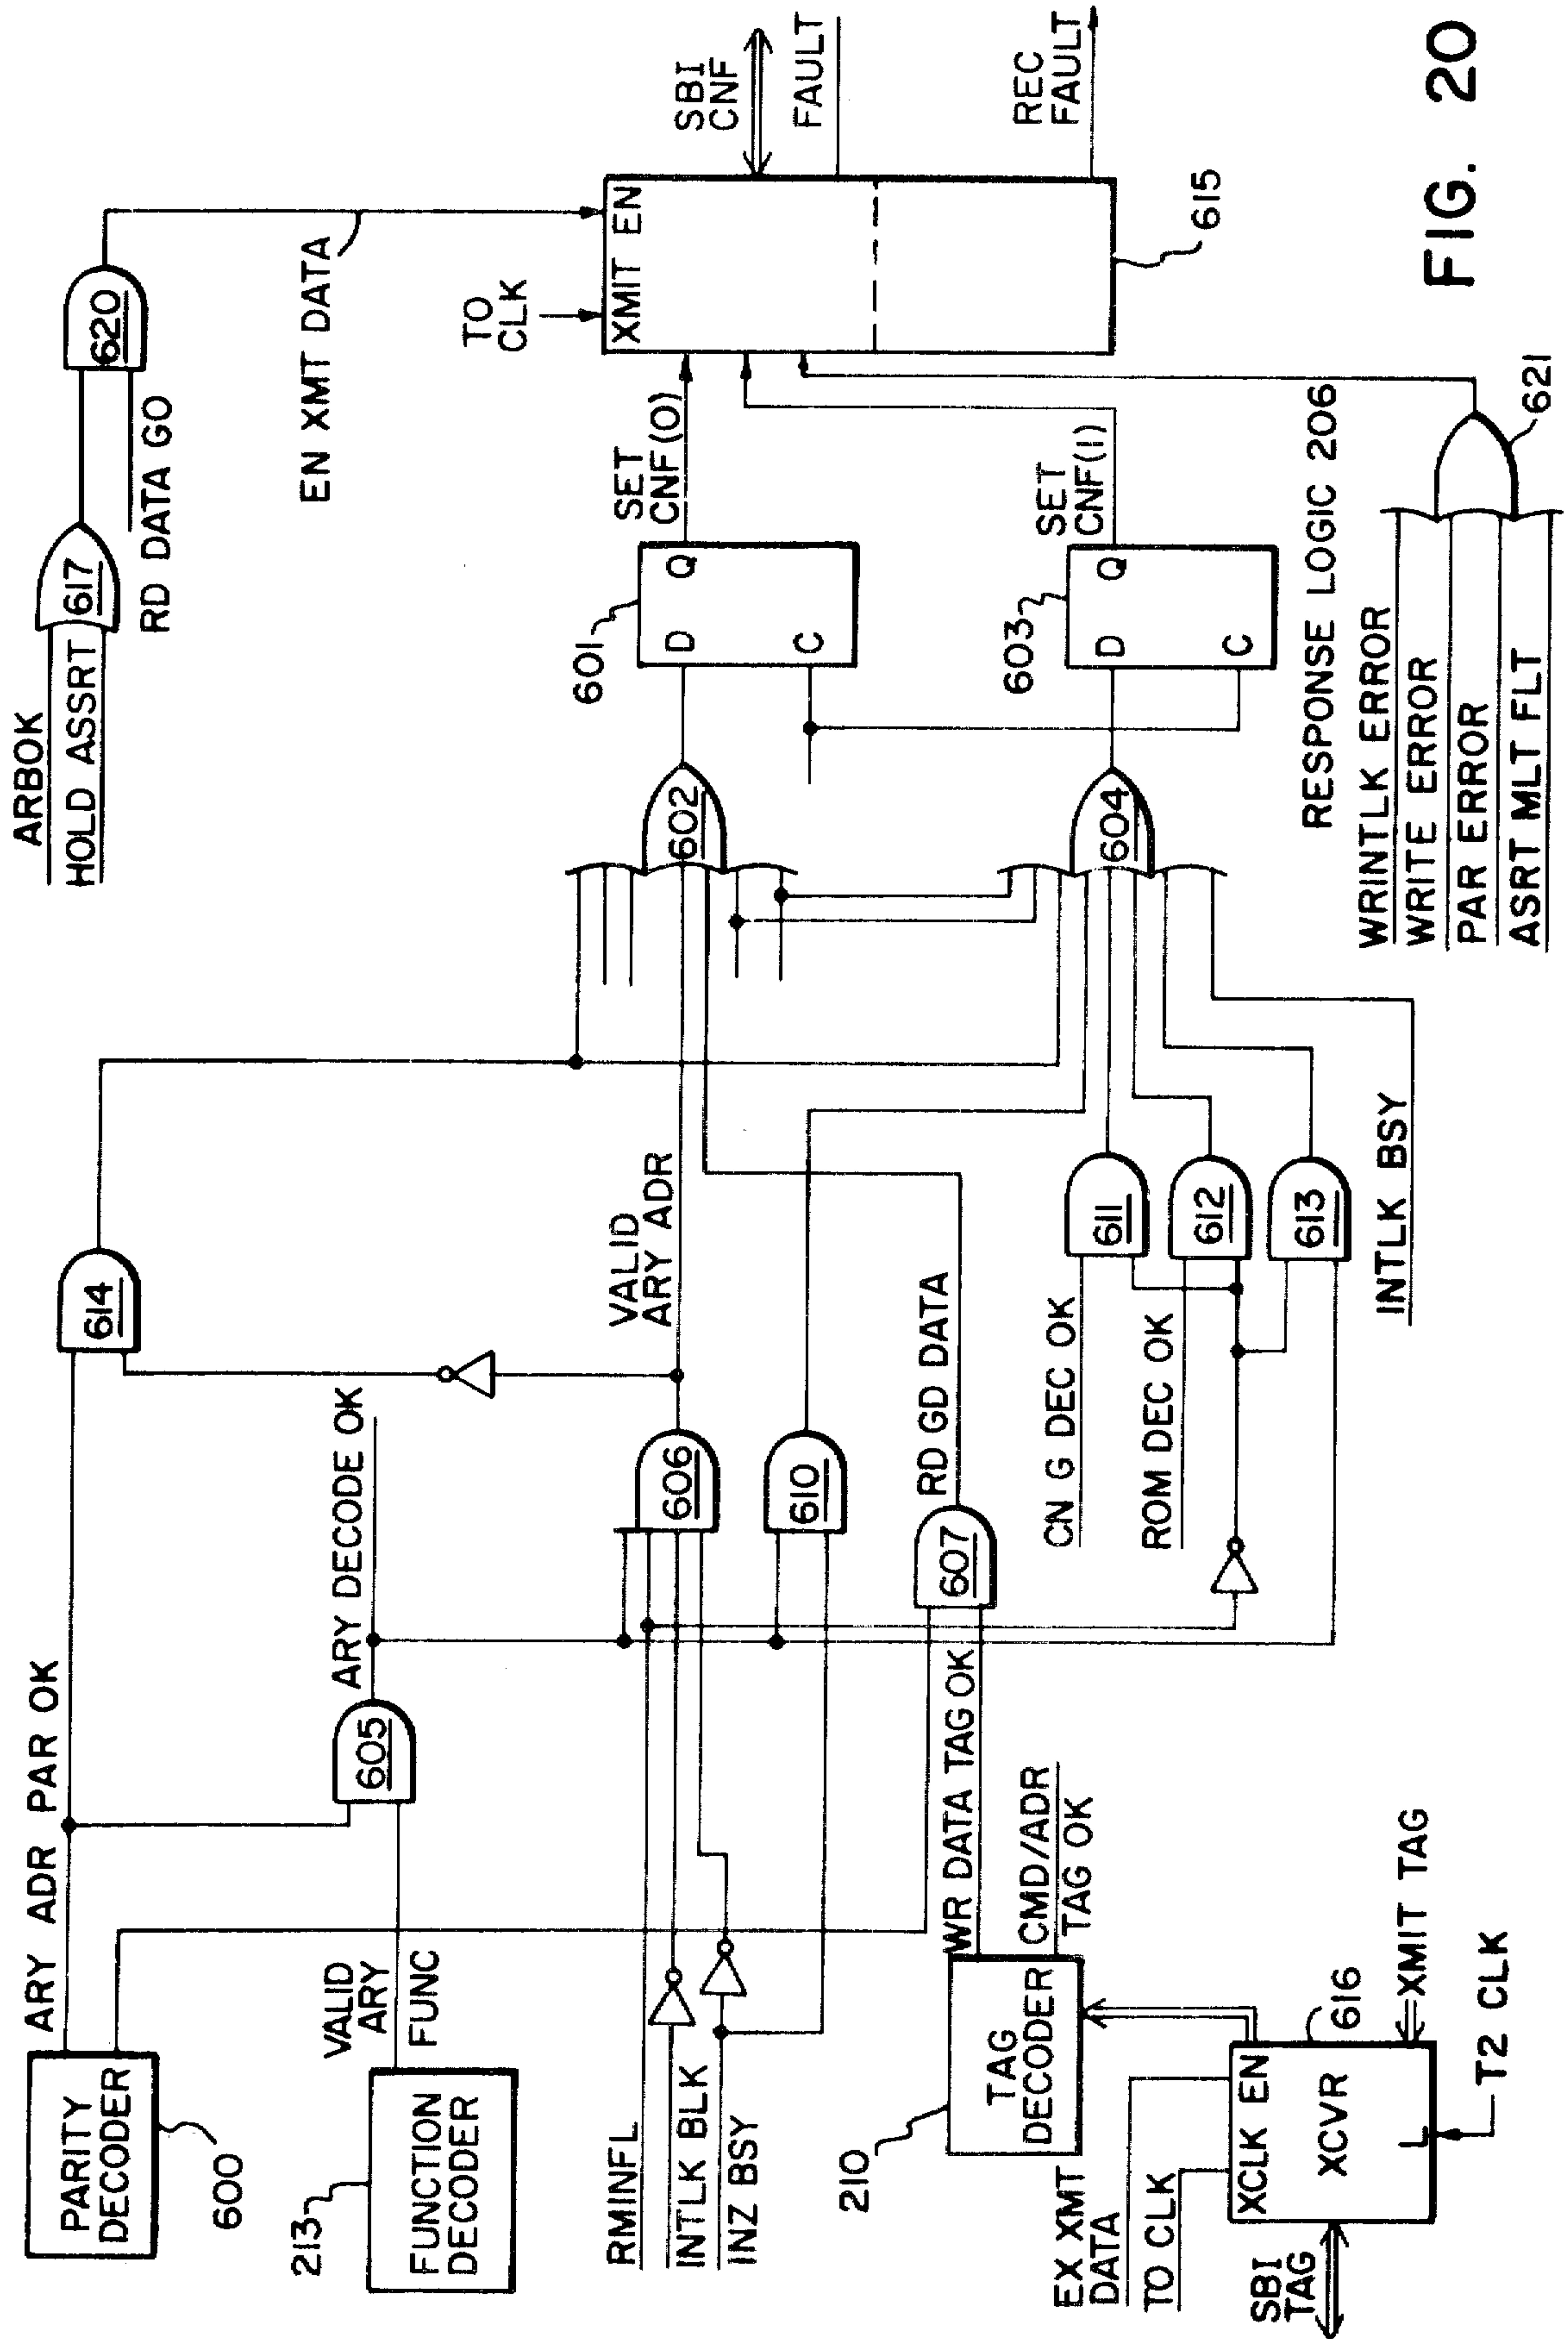 ARBOK
HOLD ASSRT
617
620
RD DATA GO
EN XMT DATA
TO
CLK
XMIT EN
SBI
CNF
FAULT
REC
FAULT
615
ARY ADR PAR OK
614
PARITY
DECODER
600
VALID
ARY
FUNC
605
ARY DECODE OK
213
FUNCTION
DECODER
602
601
D
Q
C
SET
CNF(0)
RMINFL
INTLK BLK
INZ BSY
606
VALID
ARY ADR
610
607
RD GD DATA
604
603
D
Q
C
SET
CNF(1)
WR DATA TAG OK
CMD/ADR
TAG OK
210
TAG
DECODER
CN G DEC OK
611
ROM DEC OK
612
613
INTLK BSY
EX XMT
DATA
TO CLK
XCLK EN
XCVR
616
SBI
TAG
XMIT TAG
T2 CLK
RESPONSE LOGIC 206
WRINTLK ERROR
WRITE ERROR
PAR ERROR
ASRT MLT FLT
621
FIG. 20